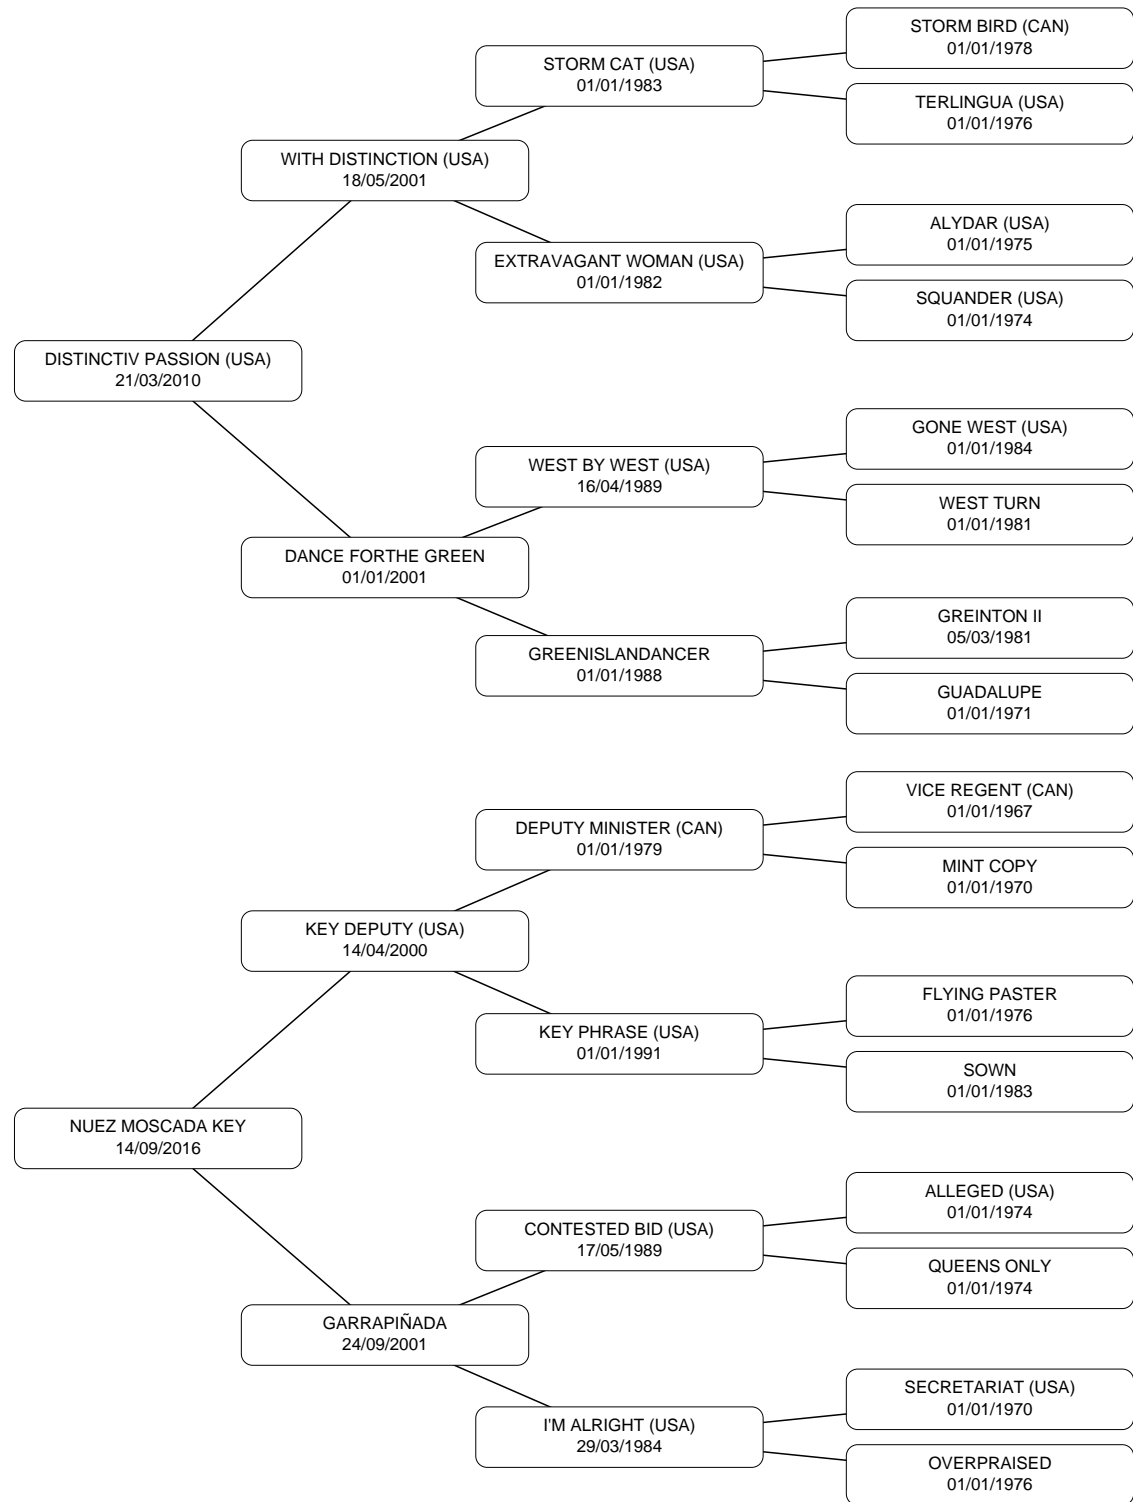 STORM BIRD (CAN)
01/01/1978
STORM CAT (USA)
01/01/1983
TERLINGUA (USA)
01/01/1976
WITH DISTINCTION (USA)
18/05/2001
ALYDAR (USA)
01/01/1975
EXTRAVAGANT WOMAN (USA)
01/01/1982
SQUANDER (USA)
01/01/1974
DISTINCTIV PASSION (USA)
21/03/2010
GONE WEST (USA)
01/01/1984
WEST BY WEST (USA)
16/04/1989
WEST TURN
01/01/1981
DANCE FORTHE GREEN
01/01/2001
GREINTON II
05/03/1981
GREENISLANDANCER
01/01/1988
GUADALUPE
01/01/1971
VICE REGENT (CAN)
01/01/1967
DEPUTY MINISTER (CAN)
01/01/1979
MINT COPY
01/01/1970
KEY DEPUTY (USA)
14/04/2000
FLYING PASTER
01/01/1976
KEY PHRASE (USA)
01/01/1991
SOWN
01/01/1983
NUEZ MOSCADA KEY
14/09/2016
ALLEGED (USA)
01/01/1974
CONTESTED BID (USA)
17/05/1989
QUEENS ONLY
01/01/1974
GARRAPIÑADA
24/09/2001
SECRETARIAT (USA)
01/01/1970
I'M ALRIGHT (USA)
29/03/1984
OVERPRAISED
01/01/1976